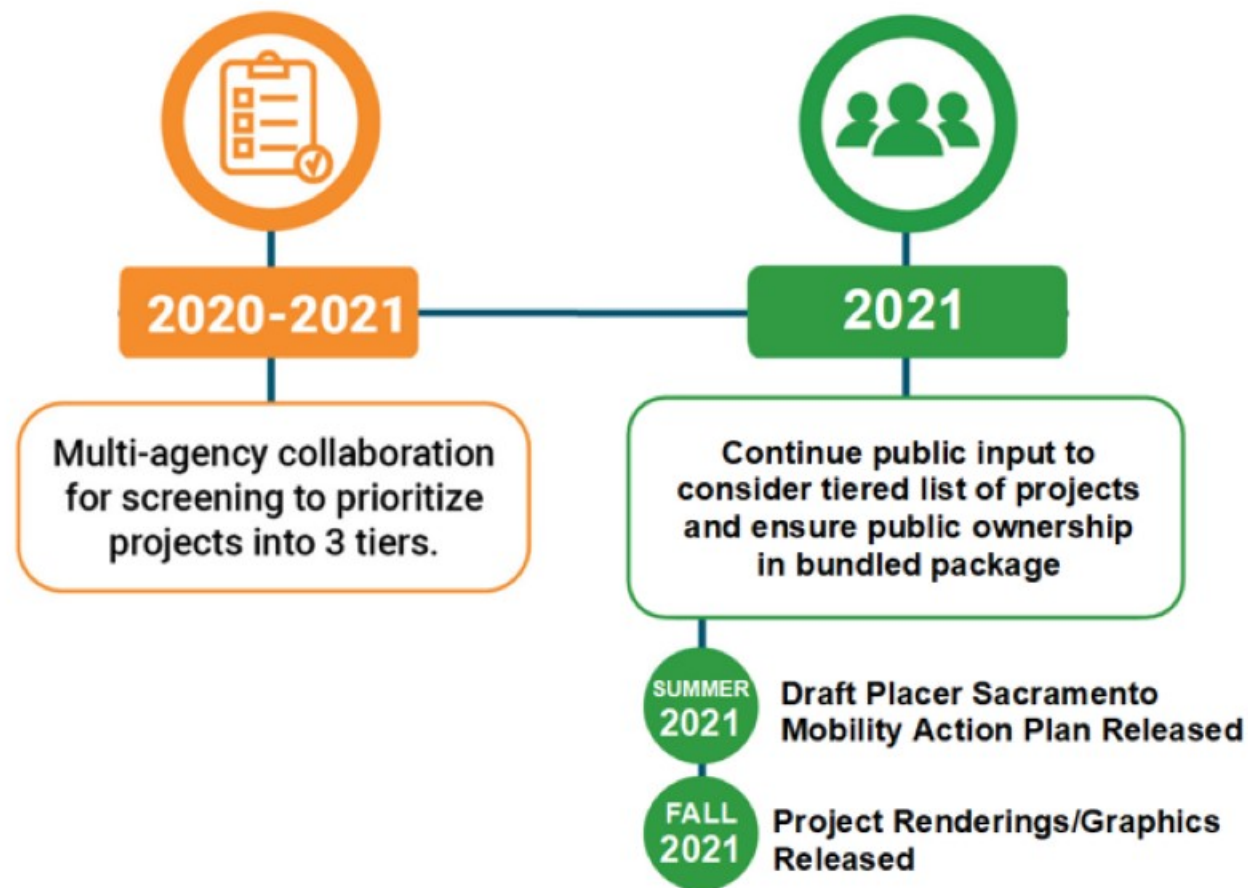 2020-2021
Multi-agency collaboration
for screening to prioritize
projects into 3 tiers.
2021
Continue public input to
consider tiered list of projects
and ensure public ownership
in bundled package
SUMMER
2021
Draft Placer Sacramento
Mobility Action Plan Released
FALL
2021
Project Renderings/Graphics
Released